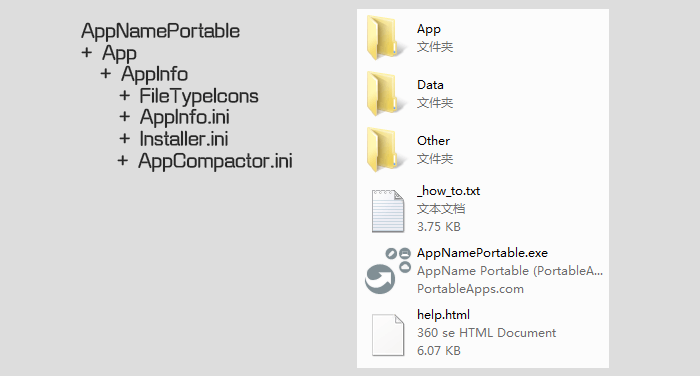 AppNamePortable
+ App
+ AppInfo
+ FileTypeIcons
+ AppInfo.ini
+ Installer.ini
+ AppCompactor.ini
App
文件夹
Data
文件夹
Other
文件夹
_how_to.txt
文本文档
3.75 KB
AppNamePortable.exe
AppName Portable (PortableA...
PortableApps.com
help.html
360 se HTML Document
6.07 KB